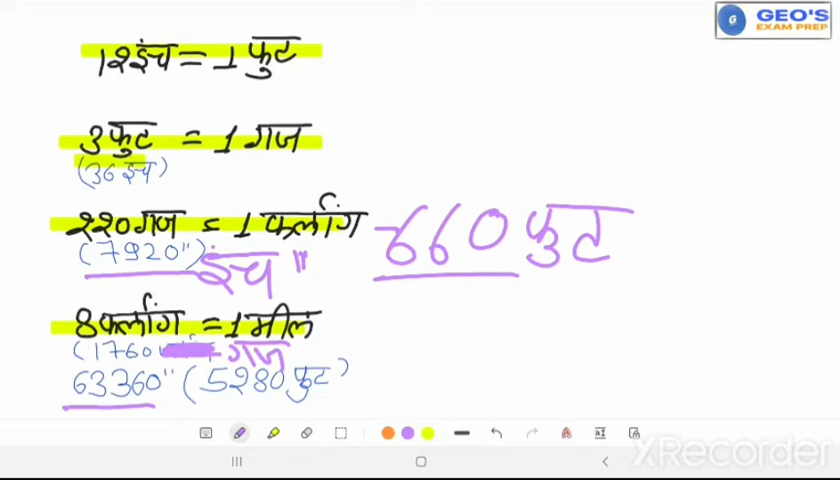 GEO'S
EXAM PREP
12 इंच = 1 फुट
3 फुट = 1 गज
(36 इंच)
220 गज = 1 फर्लांग - 660 फुट
(7920") इंच "
8 फर्लांग = 1 मील
(1760 - गज
63360" (5280 फुट)
XRecorder